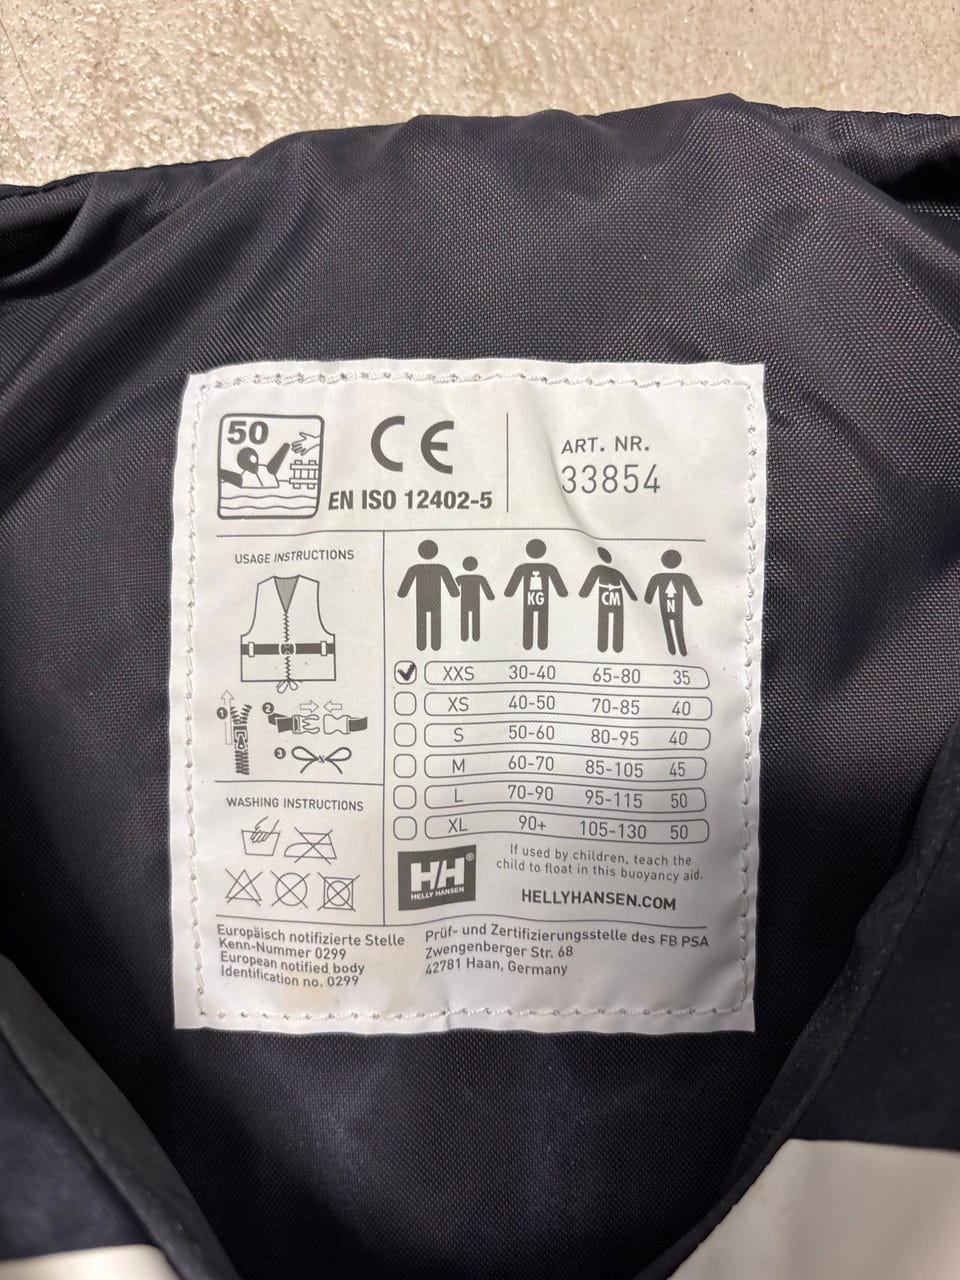 50
CE
EN ISO 12402-5
ART. NR.
33854
USAGE INSTRUCTIONS
1
2
3
WASHING INSTRUCTIONS
KG
CM
N
XXS 30-40 65-80 35
XS 40-50 70-85 40
S 50-60 80-95 40
M 60-70 85-105 45
L 70-90 95-115 50
XL 90+ 105-130 50
HH®
HELLY HANSEN
If used by children, teach the
child to float in this buoyancy aid.
HELLYHANSEN.COM
Europäisch notifizierte Stelle
Kenn-Nummer 0299
European notified body
Identification no. 0299
Prüf- und Zertifizierungsstelle des FB PSA
Zwengenberger Str. 68
42781 Haan, Germany